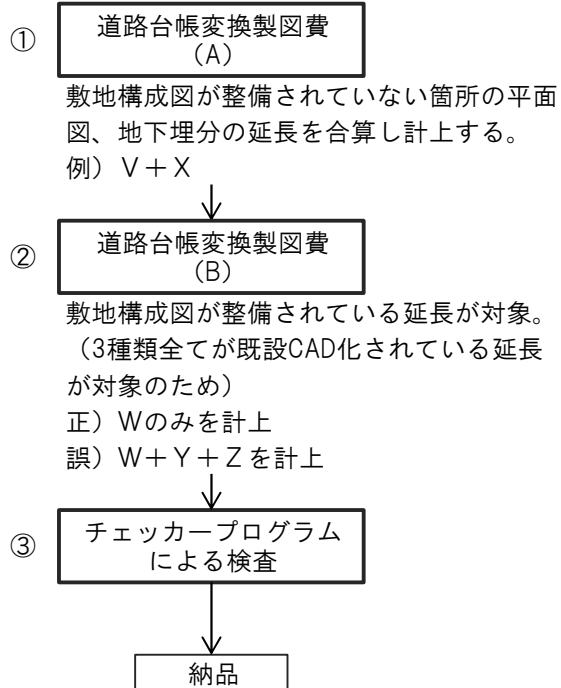 ① 道路台帳変換製図費
(A)
敷地構成図が整備されていない箇所の平面
図、地下埋分の延長を合算し計上する。
例）Ｖ＋Ｘ
② 道路台帳変換製図費
(B)
敷地構成図が整備されている延長が対象。
（3種類全てが既設CAD化されている延長
が対象のため）
正）Ｗのみを計上
誤）Ｗ＋Ｙ＋Ｚを計上
③ チェッカープログラム
による検査
納品